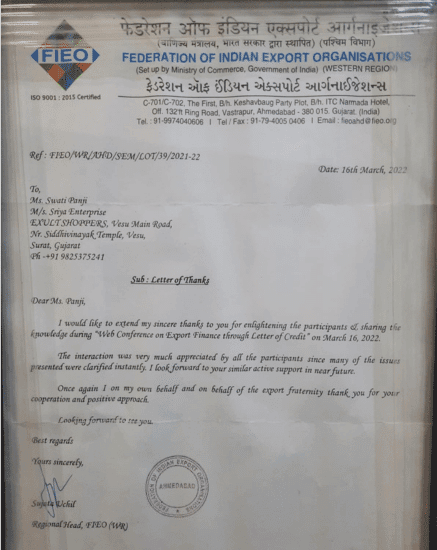 फेडरेशन ऑफ इंडियन एक्सपोर्ट
(वाणिज्य मंत्रालय, भारत सरकार द्वारा स्थापित) (पश्चिम विभाग)
FIEO
FEDERATION OF INDIAN EXPORT ORGANISATIONS
(Set up by Ministry of Commerce, Government of India) (WESTERN REGION)
ફેડરેશન ઓફ ઈંડીયન એક્સપોર્ટ આર્ગેનાઈજેશન્સ
ISO 9001 : 2015 Certified
C-701/C-702, The First, B/h. Keshavbaug Party Plot, B/h. ITC Narmada Hotel,
Off. 132ft Ring Road, Vastrapur, Ahmedabad - 380 015. Gujarat. (India)
Tel. : 91-9974040606 I Tel / Fax : 91-79-4005 0406 I Email : fieoahd@fieo.org
Ref : FIEO/WR/AHD/SEM/LOT/39/2021-22
Date: 16th March, 2022
To,
Ms. Swati Panji
M/s. Sriya Enterprise
EXULT SHOPPERS, Vesu Main Road,
Nr. Siddhivinayak Temple, Vesu,
Surat, Gujarat
Ph -+91 9825375241
Sub : Letter of Thanks
Dear Ms. Panji,
I would like to extend my sincere thanks to you for enlightening the participants & sharing the
knowledge during "Web Conference on Export Finance through Letter of Credit" on March 16, 2022.
The interaction was very much appreciated by all the participants since many of the issues
presented were clarified instantly. I look forward to your similar active support in near future.
Once again I on my own behalf and on behalf of the export fraternity thank you for your
cooperation and positive approach.
Looking forward to see you.
Best regards
Yours sincerely,
FEDERATION OF INDIAN EXPORT ORGANISATIONS
AHMEDABAD
Uchil
Regional Head, FIEO (WR)